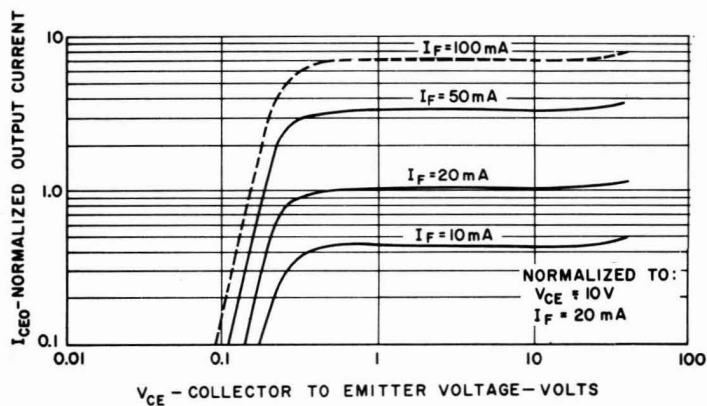 I_CEO-NORMALIZED OUTPUT CURRENT
10
1.0
0.1
I_F = 100 mA
I_F = 50 mA
I_F = 20 mA
I_F = 10 mA
NORMALIZED TO:
V_CE = 10 V
I_F = 20 mA
0.01
0.1
1
10
100
V_CE - COLLECTOR TO EMITTER VOLTAGE-VOLTS